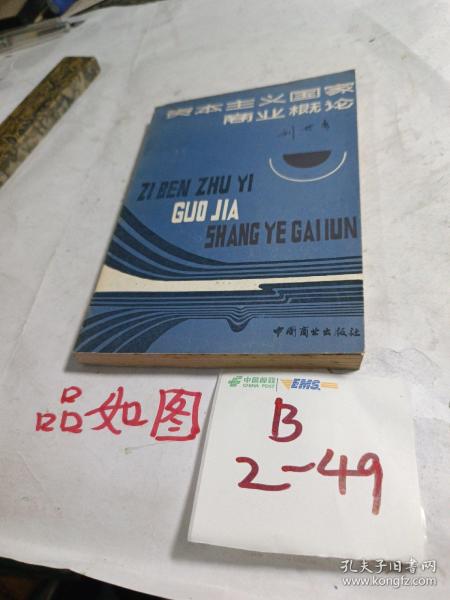 资本主义国家
商业概论
ZI BEN ZHU YI
GUO JIA
SHANG YE GAI IUN
中国商业出版社
中国邮政
CHINA POST
EMS
品如图
B
2-49
孔夫子旧书网
www.kongfz.com